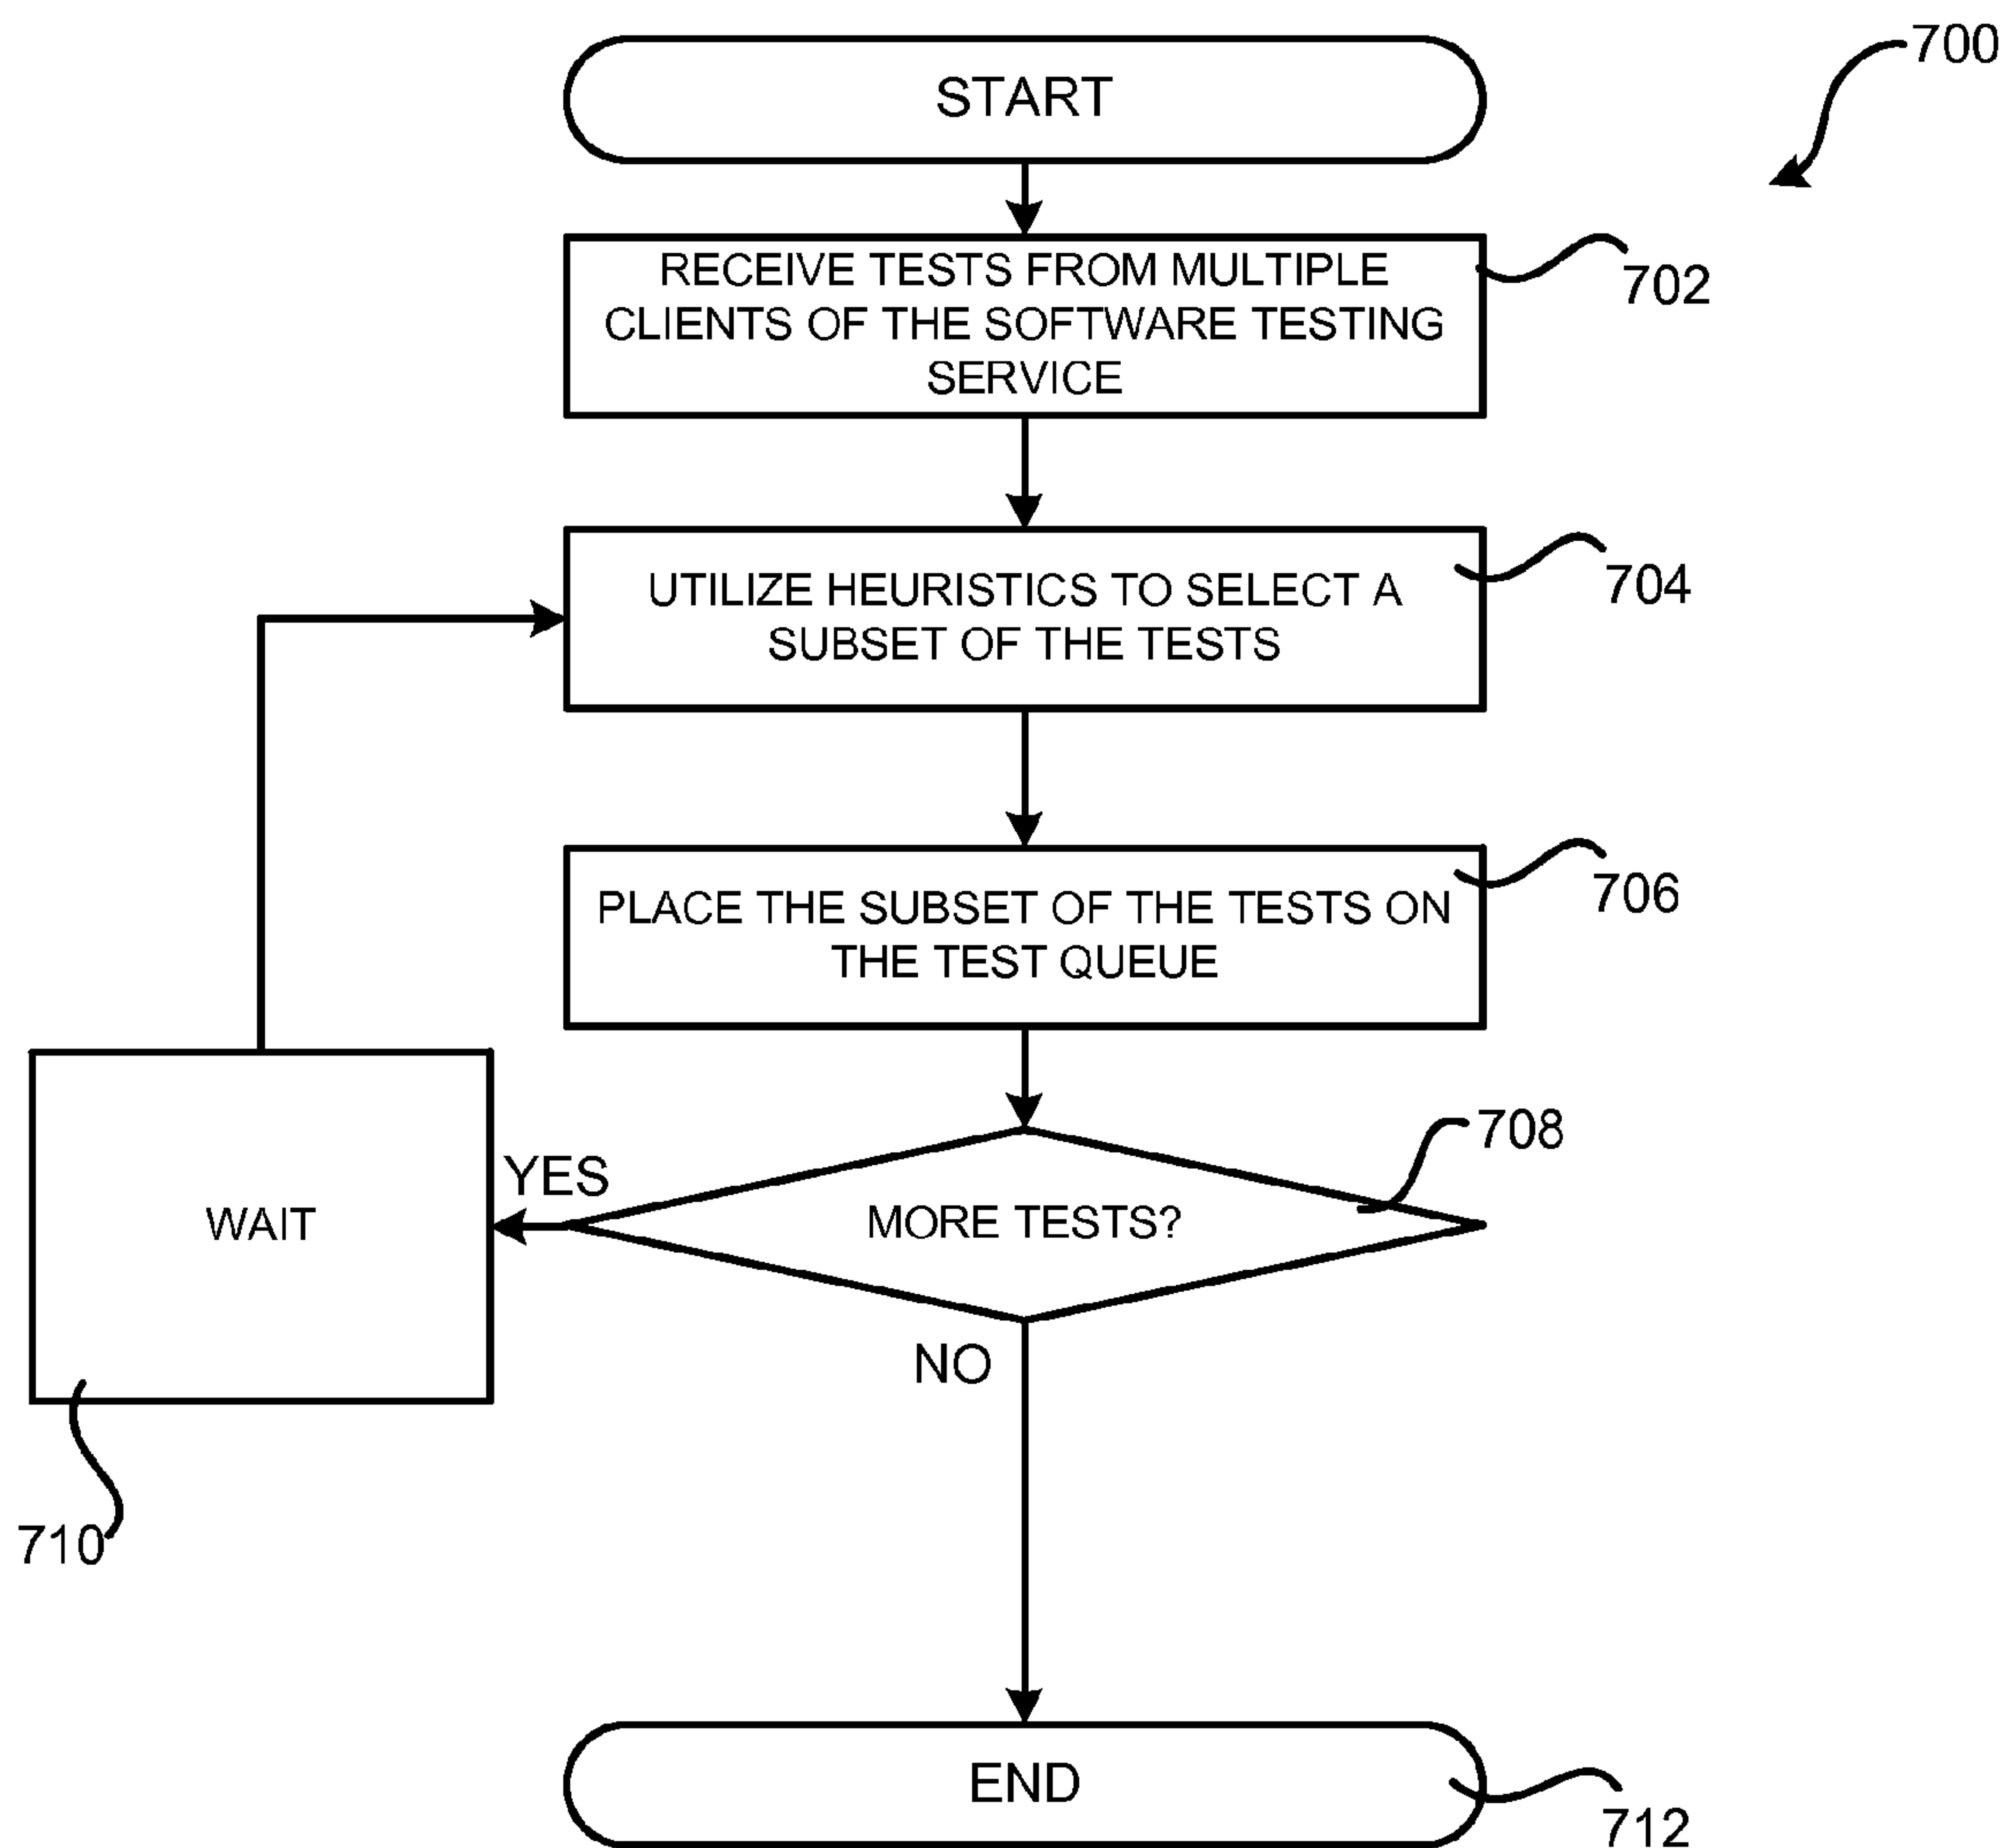 700
START
RECEIVE TESTS FROM MULTIPLE
CLIENTS OF THE SOFTWARE TESTING
SERVICE
702
UTILIZE HEURISTICS TO SELECT A
SUBSET OF THE TESTS
704
PLACE THE SUBSET OF THE TESTS ON
THE TEST QUEUE
706
708
YES
MORE TESTS?
WAIT
NO
710
END
712